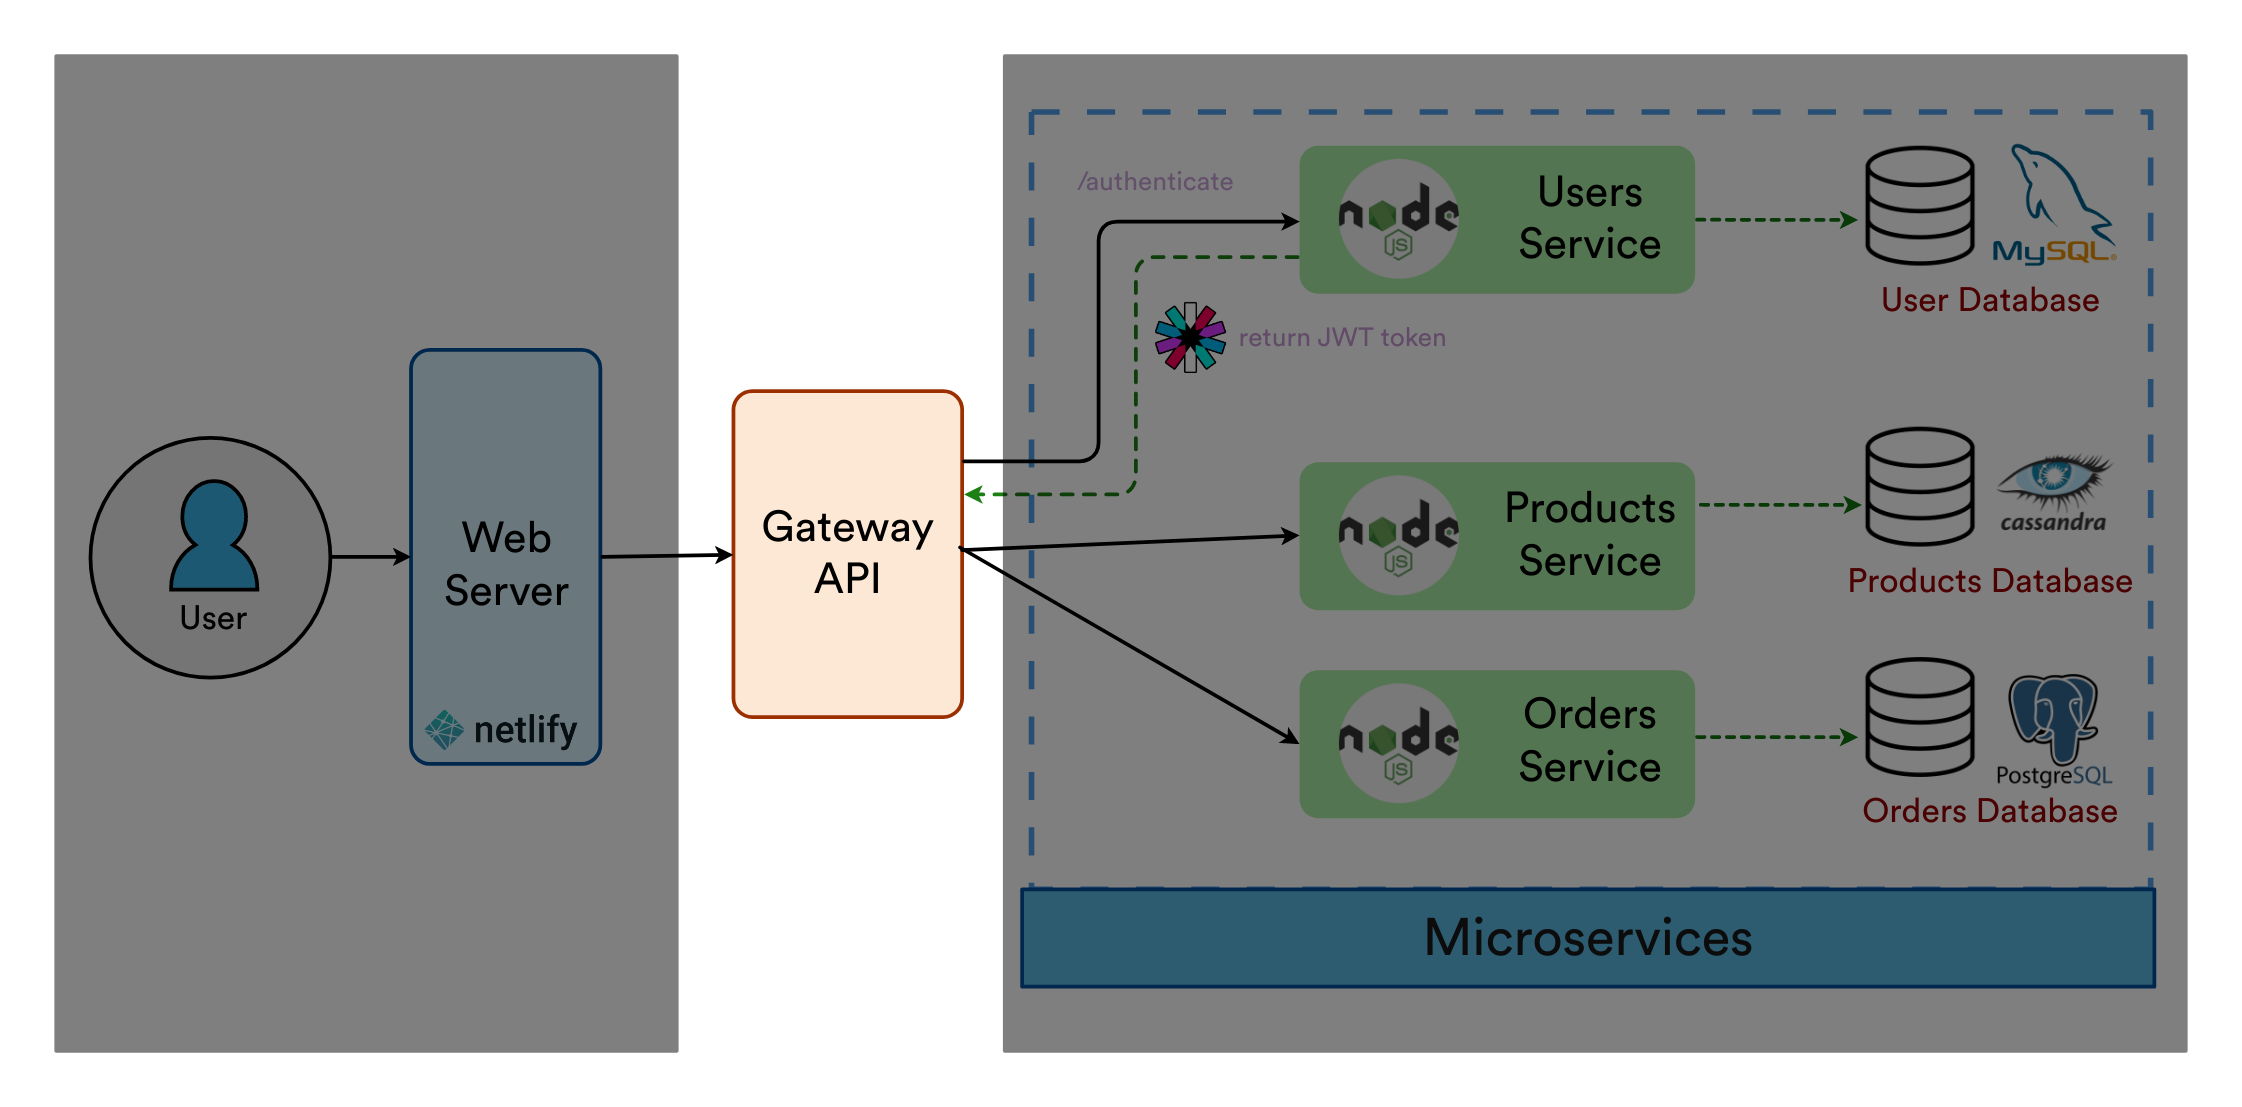 User
Web
Server
netlify
Gateway
API
/authenticate
return JWT token
node
JS
Users
Service
MySQL®
User Database
node
JS
Products
Service
cassandra
Products Database
node
JS
Orders
Service
PostgreSQL
Orders Database
Microservices